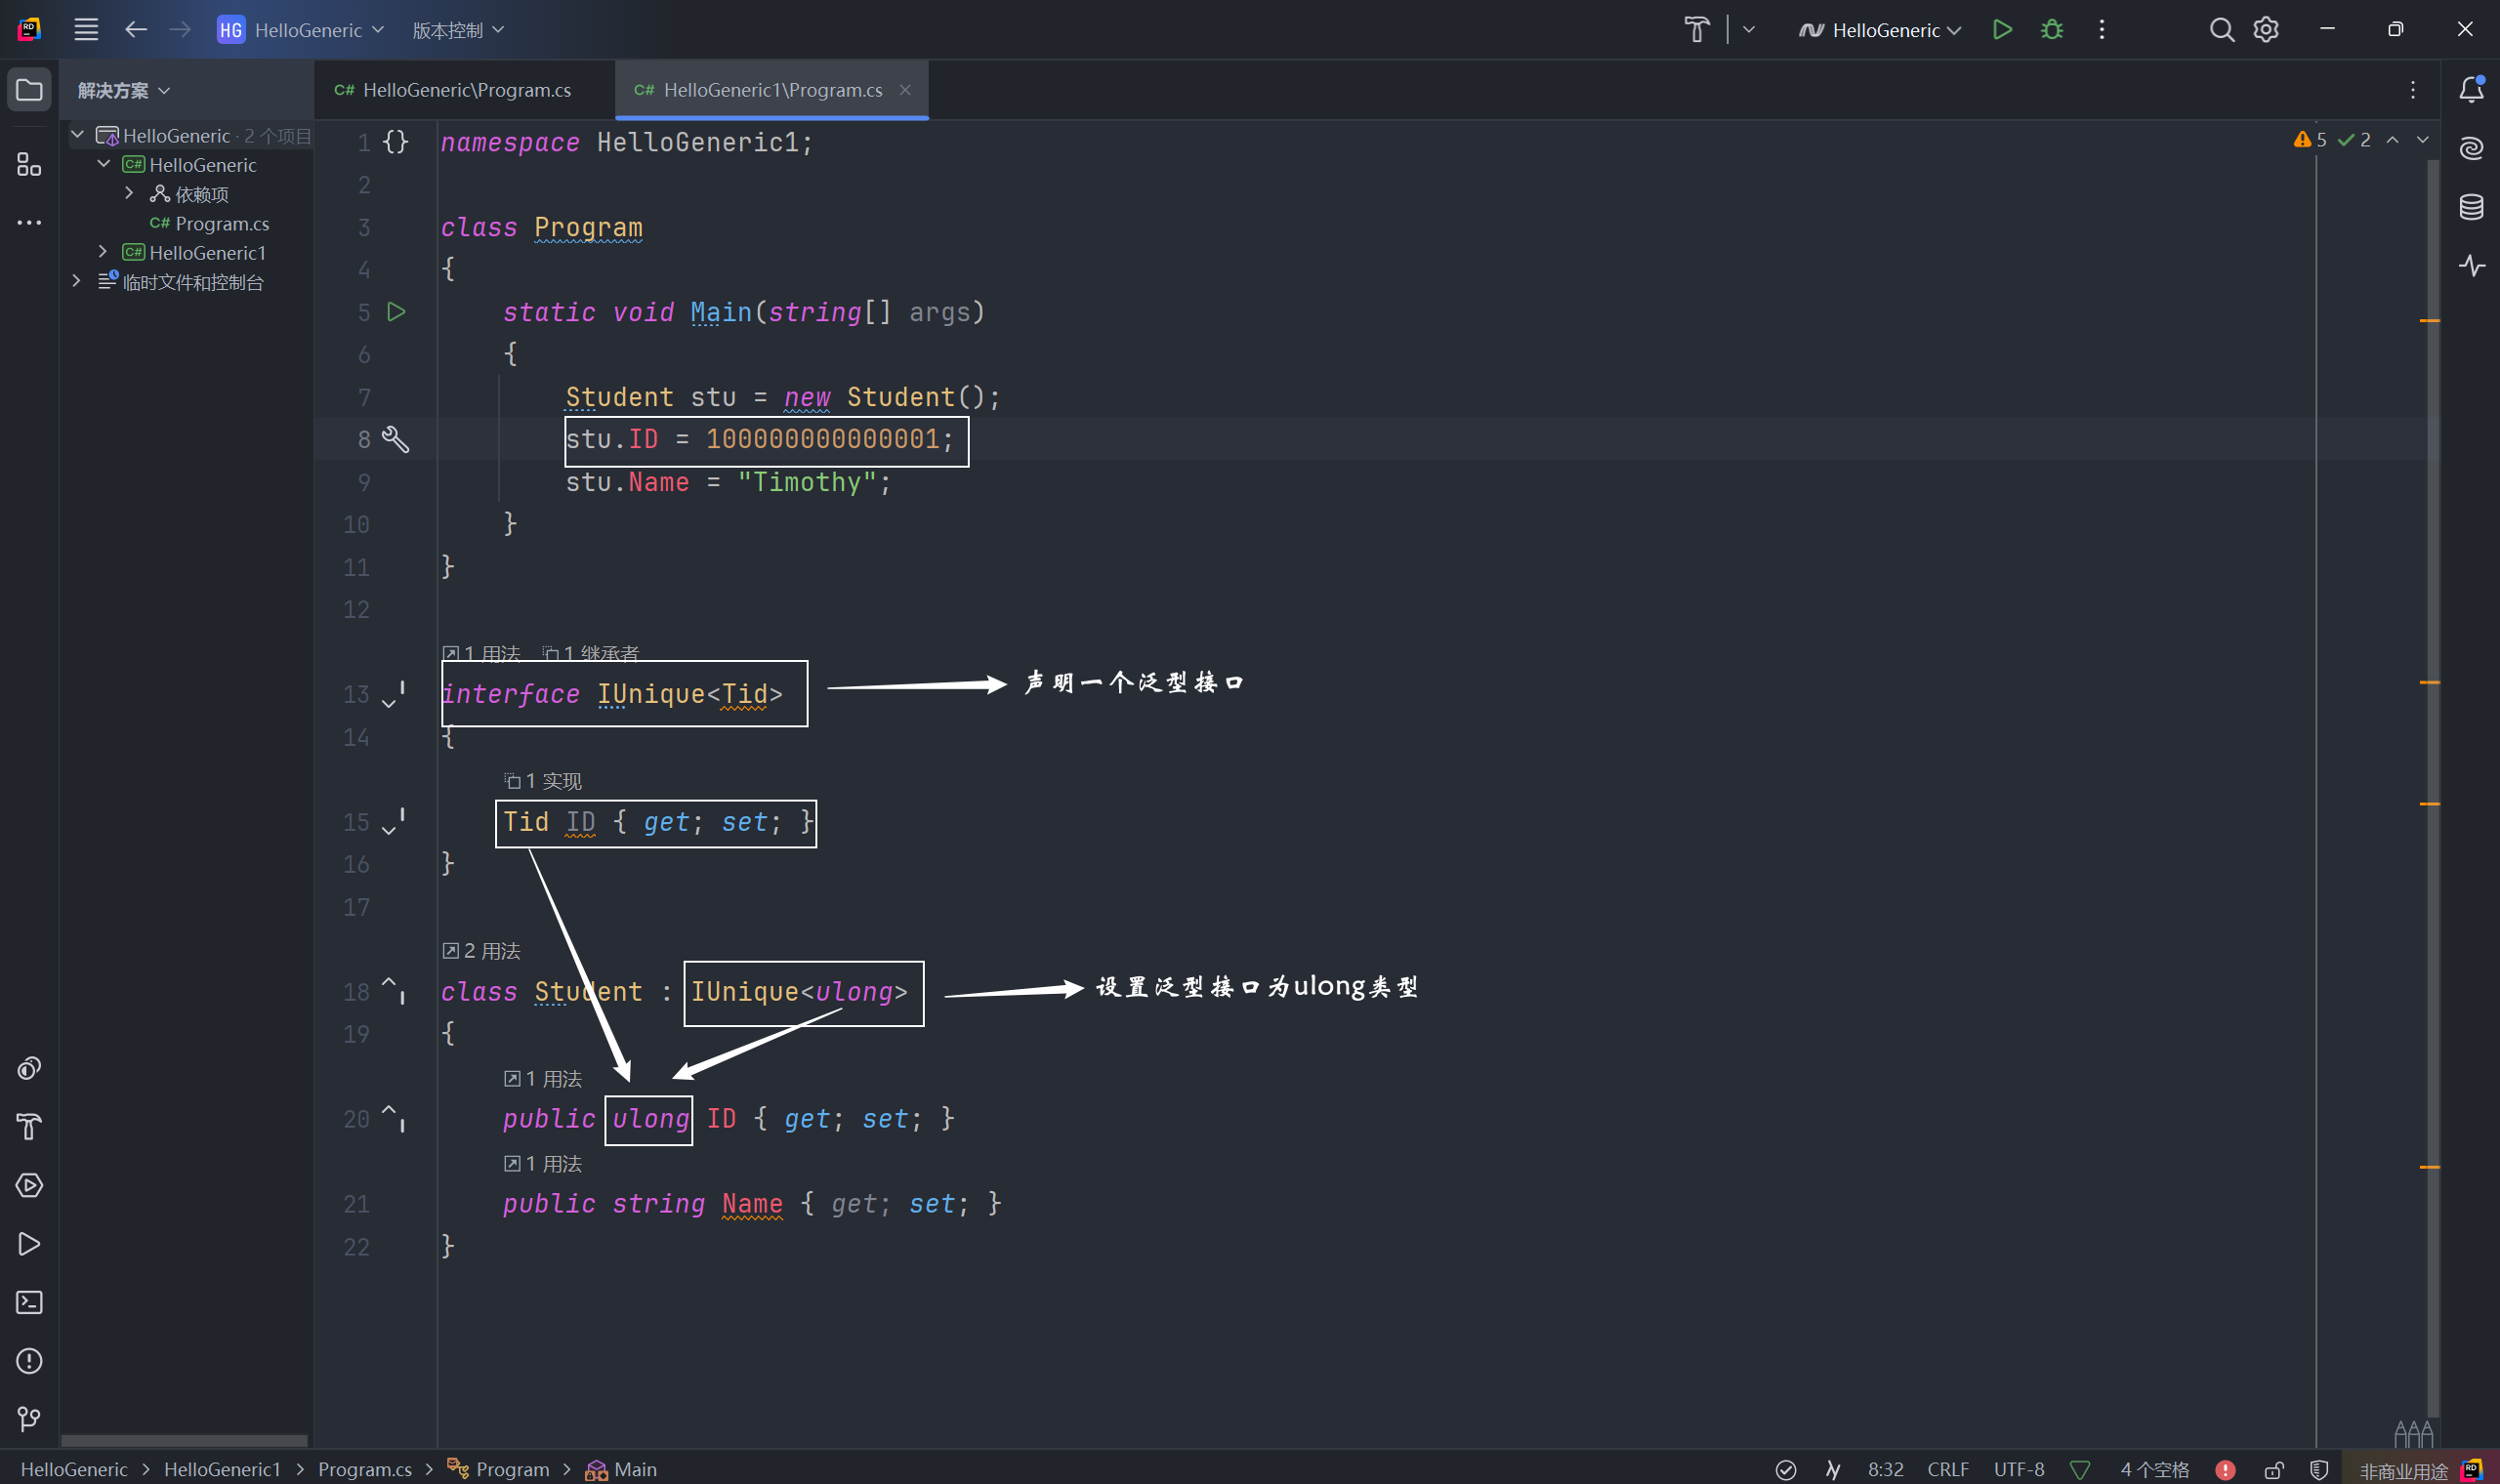 HG HelloGeneric 版本控制 HelloGeneric
解决方案
C# HelloGeneric\Program.cs
C# HelloGeneric1\Program.cs
HelloGeneric · 2 个项目
C# HelloGeneric
依赖项
C# Program.cs
C# HelloGeneric1
临时文件和控制台
5 2
1 {} namespace HelloGeneric1;
2
3 class Program
4 {
5 static void Main(string[] args)
6 {
7 Student stu = new Student();
8 stu.ID = 100000000000001;
9 stu.Name = "Timothy";
10 }
11 }
12
1 用法 1 继承者
13 interface IUnique<Tid>
声明一个泛型接口
14 {
1 实现
15 Tid ID { get; set; }
16 }
17
2 用法
18 class Student : IUnique<ulong>
设置泛型接口为ulong类型
19 {
1 用法
20 public ulong ID { get; set; }
1 用法
21 public string Name { get; set; }
22 }
HelloGeneric > HelloGeneric1 > Program.cs > Program > Main
8:32 CRLF UTF-8 4 个空格 非商业用途